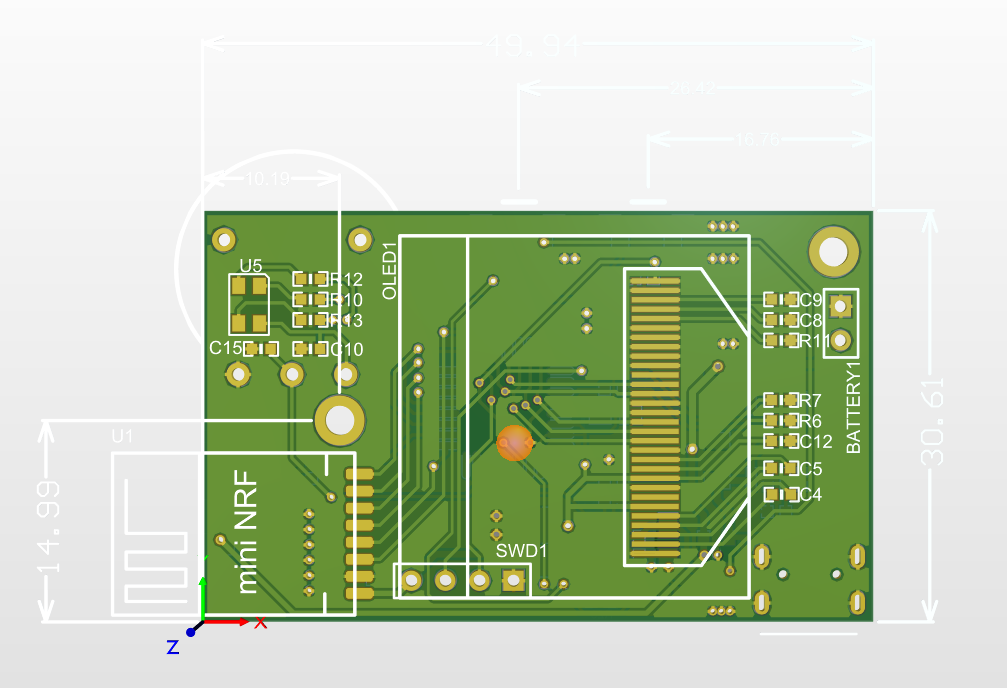 49.94
26.42
16.76
10.19
U5
OLED1
R12
R10
R13
C15
C10
C9
C8
R11
BATTERY1
R7
R6
C12
C5
C4
30.61
U1
14.99
mini NRF
SWD1
X
Z